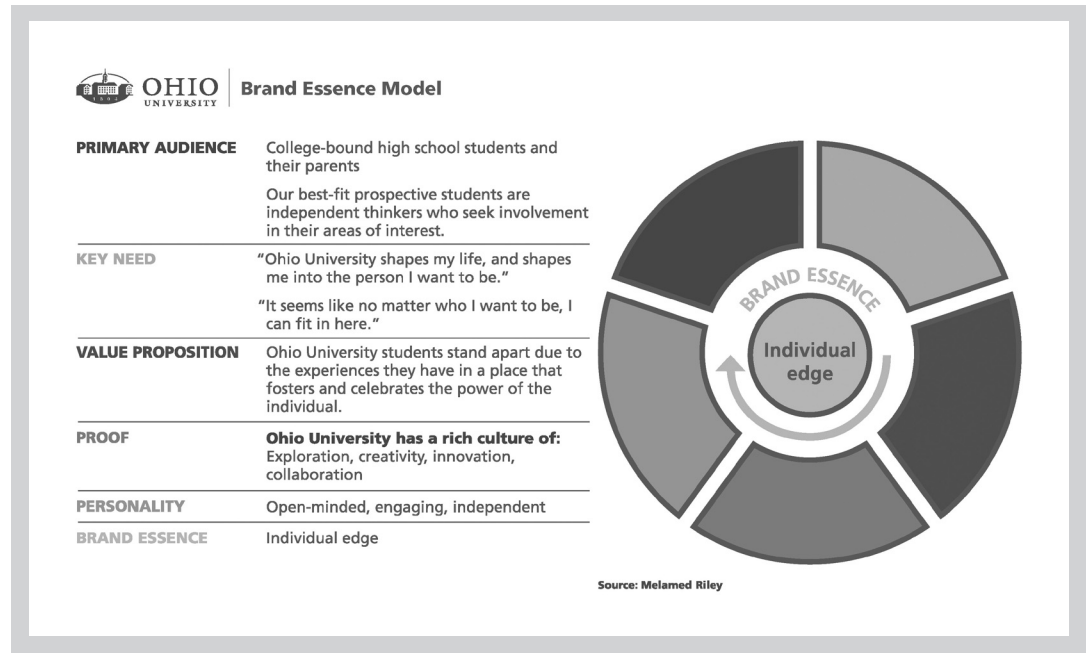 1804
OHIO
UNIVERSITY
Brand Essence Model
PRIMARY AUDIENCE
College-bound high school students and
their parents
Our best-fit prospective students are
independent thinkers who seek involvement
in their areas of interest.
KEY NEED
“Ohio University shapes my life, and shapes
me into the person I want to be.”
“It seems like no matter who I want to be, I
can fit in here.“
VALUE PROPOSITION
Ohio University students stand apart due to
the experiences they have in a place that
fosters and celebrates the power of the
individual.
PROOF
Ohio University has a rich culture of:
Exploration, creativity, innovation,
collaboration
PERSONALITY
Open-minded, engaging, independent
BRAND ESSENCE
Individual edge
BRAND ESSENCE
Individual
edge
Source: Melamed Riley